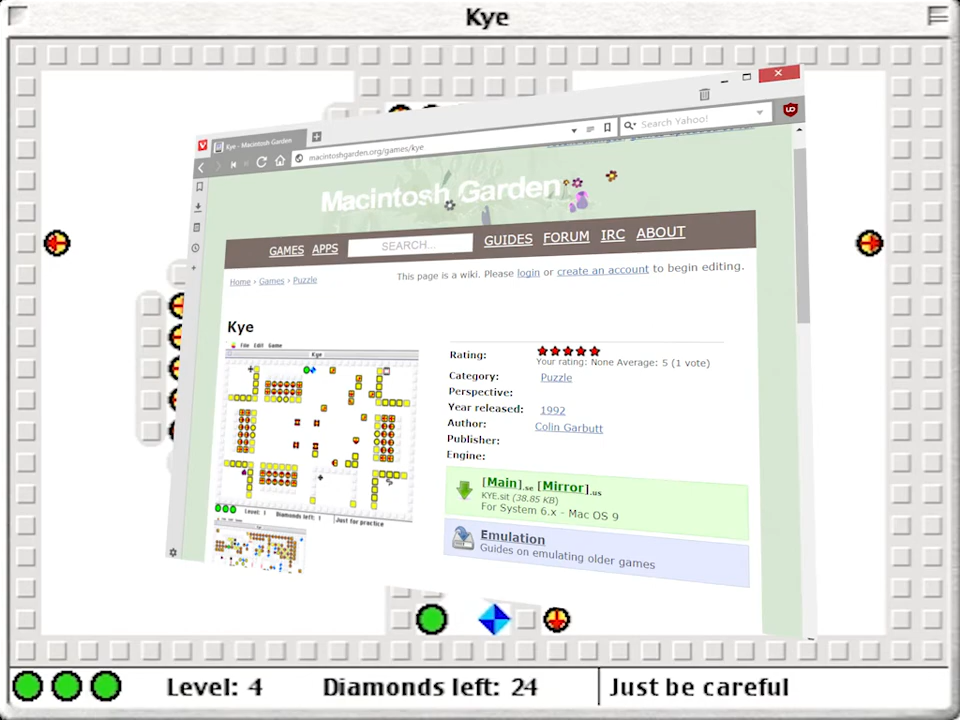 Kye
Kye - Macintosh Garden
macintoshgarden.org/games/kye
Search Yahoo!
Macintosh Garden
GAMES APPS SEARCH... GUIDES FORUM IRC ABOUT
Home › Games › Puzzle
This page is a wiki. Please login or create an account to begin editing.
Kye
File Edit Game
Kye
Level: 1 Diamonds left: 1 Just for practice
Rating:
Your rating: None Average: 5 (1 vote)
Category: Puzzle
Perspective:
Year released: 1992
Author: Colin Garbutt
Publisher:
Engine:
[Main].se [Mirror].us
KYE.sit (38.85 KB)
For System 6.x - Mac OS 9
Emulation
Guides on emulating older games
Level: 4 Diamonds left: 24 Just be careful